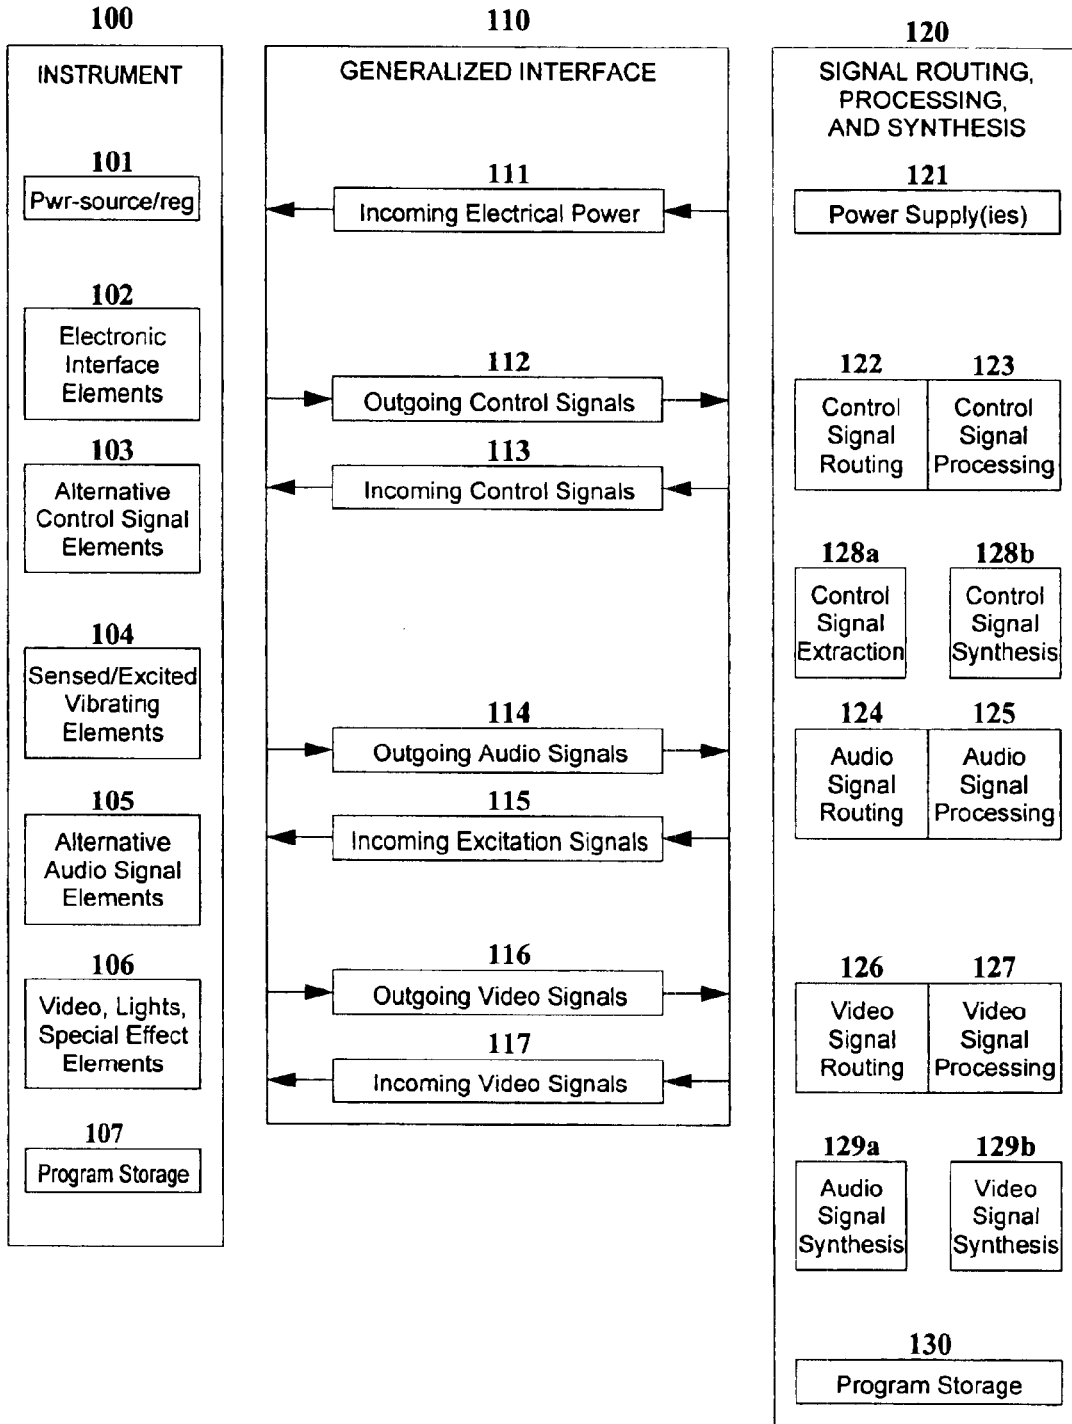 100
INSTRUMENT
101
Pwr-source/reg
102
Electronic
Interface
Elements
103
Alternative
Control Signal
Elements
104
Sensed/Excited
Vibrating
Elements
105
Alternative
Audio Signal
Elements
106
Video, Lights,
Special Effect
Elements
107
Program Storage
110
GENERALIZED INTERFACE
111
Incoming Electrical Power
112
Outgoing Control Signals
113
Incoming Control Signals
114
Outgoing Audio Signals
115
Incoming Excitation Signals
116
Outgoing Video Signals
117
Incoming Video Signals
120
SIGNAL ROUTING,
PROCESSING,
AND SYNTHESIS
121
Power Supply(ies)
122
Control
Signal
Routing
123
Control
Signal
Processing
128a
Control
Signal
Extraction
128b
Control
Signal
Synthesis
124
Audio
Signal
Routing
125
Audio
Signal
Processing
126
Video
Signal
Routing
127
Video
Signal
Processing
129a
Audio
Signal
Synthesis
129b
Video
Signal
Synthesis
130
Program Storage